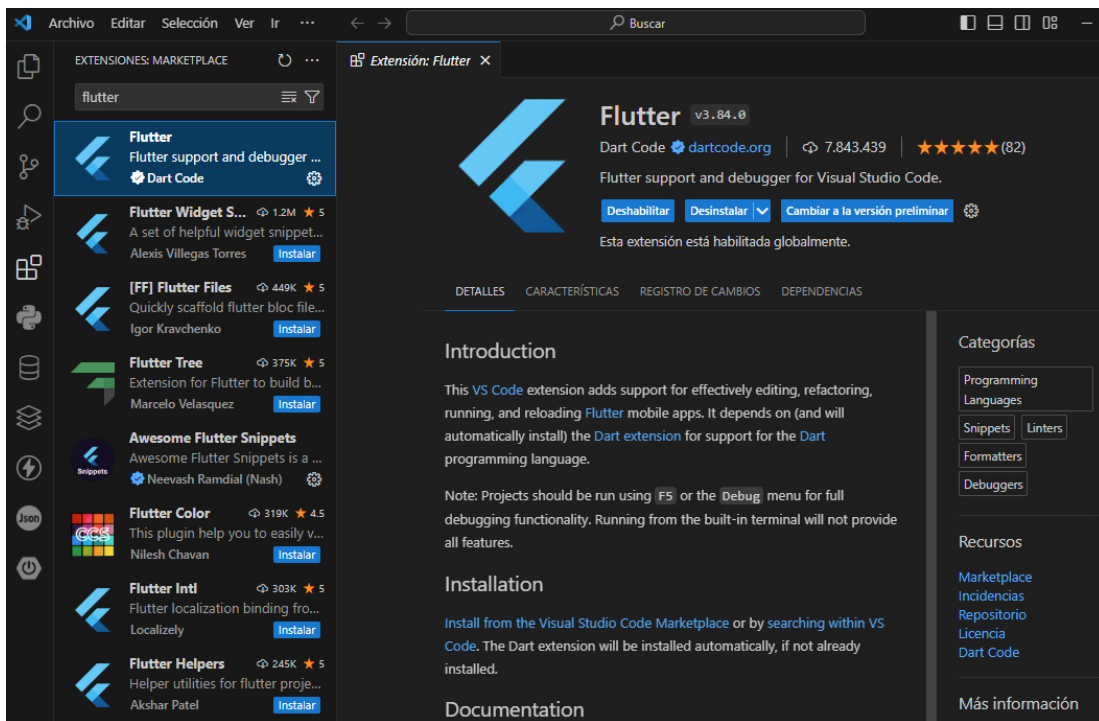 Archivo Editar Selección Ver Ir ··· Buscar
EXTENSIONES: MARKETPLACE
flutter
Flutter
Flutter support and debugger ...
Dart Code
Flutter Widget S... 1.2M ★ 5
A set of helpful widget snippet...
Alexis Villegas Torres Instalar
[FF] Flutter Files 449K ★ 5
Quickly scaffold flutter bloc file...
Igor Kravchenko Instalar
Flutter Tree 375K ★ 5
Extension for Flutter to build b...
Marcelo Velasquez Instalar
Snippets
Awesome Flutter Snippets
Awesome Flutter Snippets is a ...
Neevash Ramdial (Nash)
CCS
Flutter Color 319K ★ 4.5
This plugin help you to easily v...
Nilesh Chavan Instalar
Flutter Intl 303K ★ 5
Flutter localization binding fro...
Localizely Instalar
Flutter Helpers 245K ★ 5
Helper utilities for flutter proje...
Akshar Patel Instalar
Json
Extensión: Flutter
Flutter v3.84.0
Dart Code dartcode.org | 7.843.439 | ★★★★★(82)
Flutter support and debugger for Visual Studio Code.
Deshabilitar Desinstalar Cambiar a la versión preliminar
Esta extensión está habilitada globalmente.
DETALLES CARACTERÍSTICAS REGISTRO DE CAMBIOS DEPENDENCIAS
Introduction
This VS Code extension adds support for effectively editing, refactoring,
running, and reloading Flutter mobile apps. It depends on (and will
automatically install) the Dart extension for support for the Dart
programming language.
Note: Projects should be run using F5 or the Debug menu for full
debugging functionality. Running from the built-in terminal will not provide
all features.
Installation
Install from the Visual Studio Code Marketplace or by searching within VS
Code. The Dart extension will be installed automatically, if not already
installed.
Documentation
Categorías
Programming
Languages
Snippets Linters
Formatters
Debuggers
Recursos
Marketplace
Incidencias
Repositorio
Licencia
Dart Code
Más información